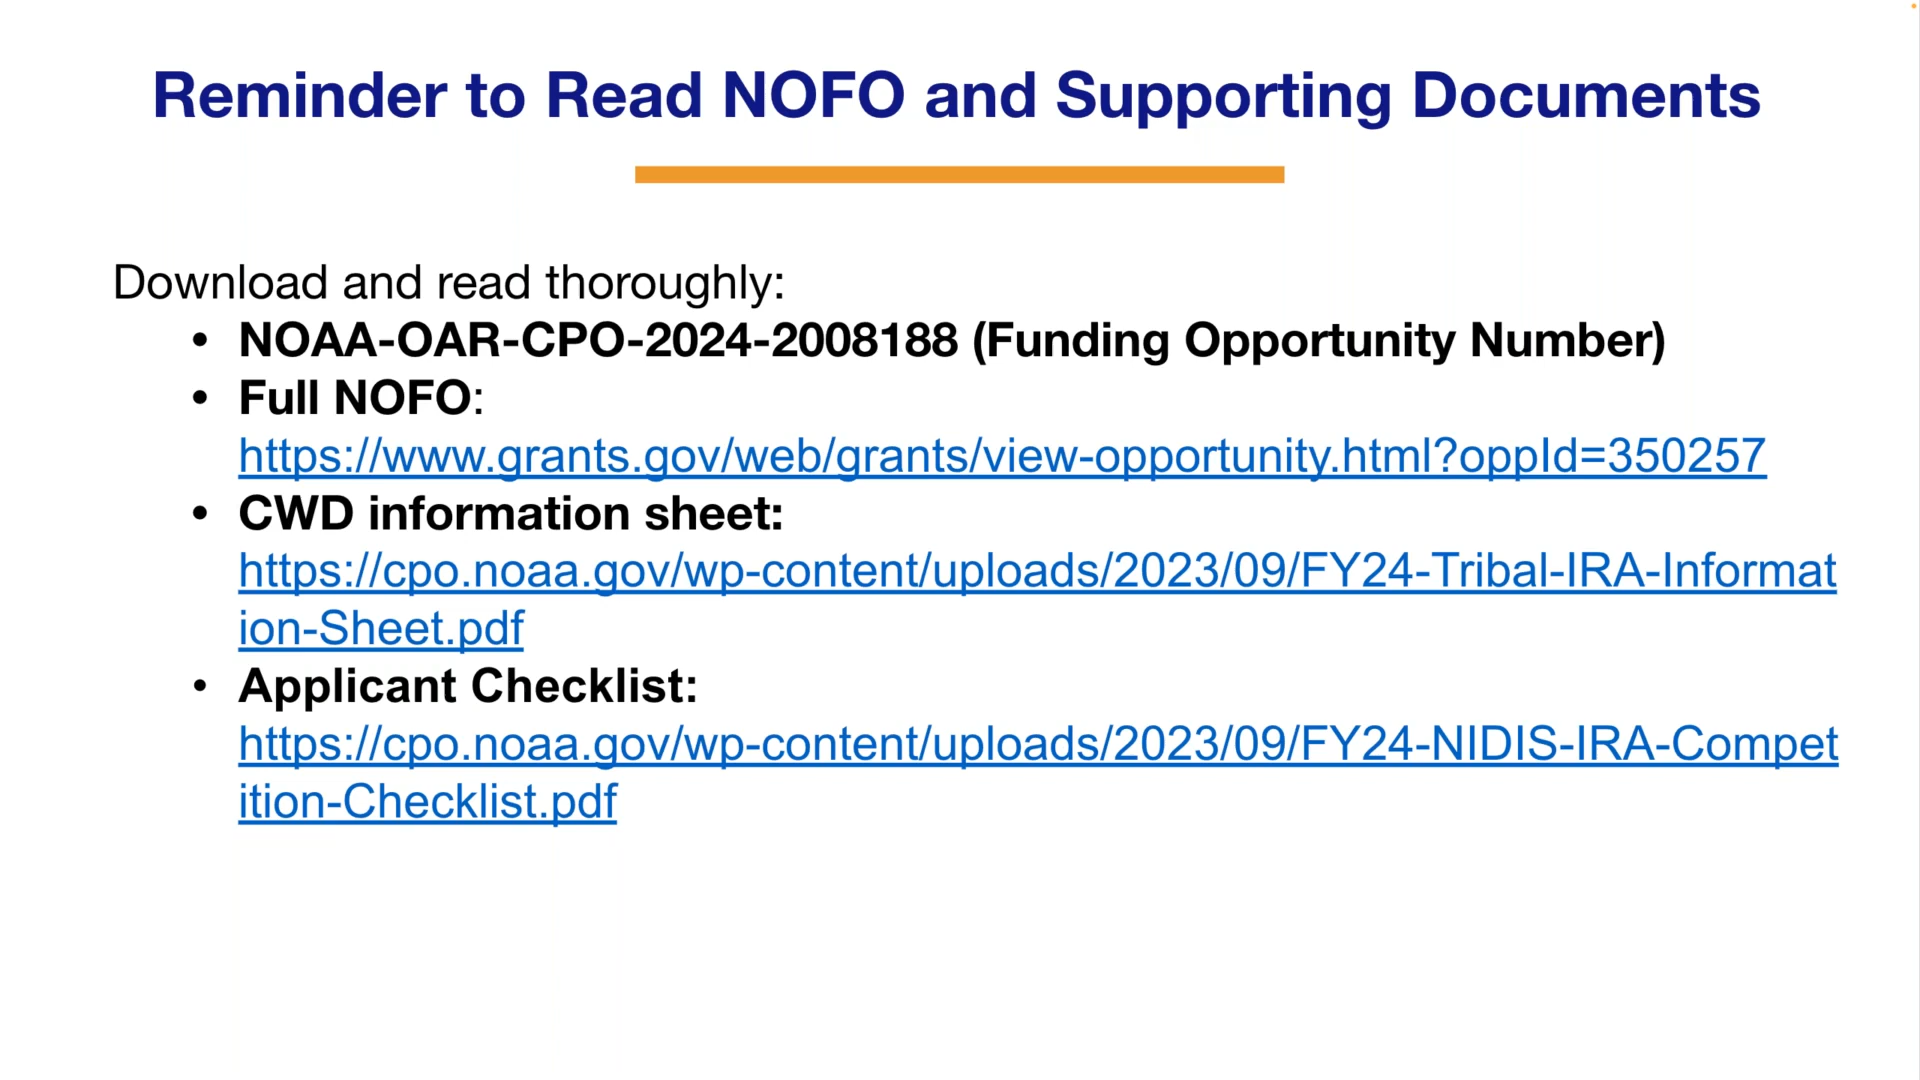 Reminder to Read NOFO and Supporting Documents
Download and read thoroughly:
• NOAA-OAR-CPO-2024-2008188 (Funding Opportunity Number)
• Full NOFO:
https://www.grants.gov/web/grants/view-opportunity.html?oppId=350257
• CWD information sheet:
https://cpo.noaa.gov/wp-content/uploads/2023/09/FY24-Tribal-IRA-Informat
ion-Sheet.pdf
• Applicant Checklist:
https://cpo.noaa.gov/wp-content/uploads/2023/09/FY24-NIDIS-IRA-Compet
ition-Checklist.pdf